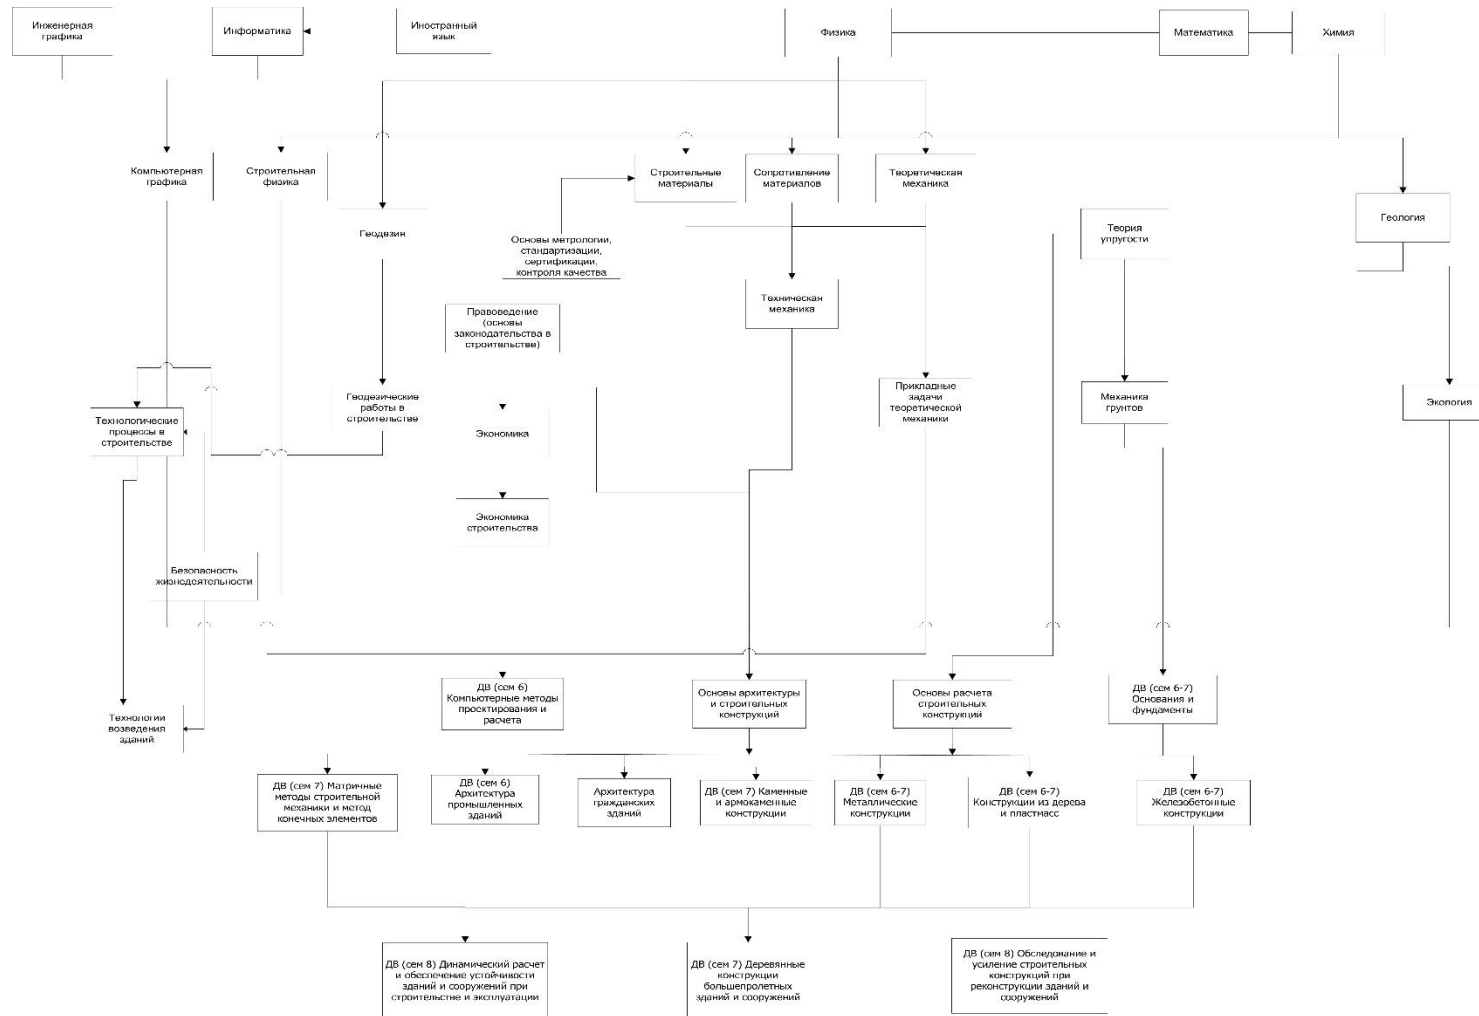 Инженерная
графика
Информатика
Иностранный
язык
Физика
Математика
Химия
Компьютерная
графика
Строительная
физика
Строительные
материалы
Сопротивление
материалов
Теоретическая
механика
Геодезия
Основы метрологии,
стандартизации,
сертификации,
контроля качества
Теория
упругости
Геология
Техническая
механика
Правоведение
(основы
законодательства в
строительстве)
Геодезические
работы в
строительстве
Прикладные
задачи
теоретической
механики
Механика
грунтов
Экология
Технологические
процессы в
строительстве
Экономика
Экономика
строительства
Безопасность
жизнедеятельности
ДВ (сем 6)
Компьютерные методы
проектирования и
расчета
Основы архитектуры
и строительных
конструкций
Основы расчета
строительных
конструкций
ДВ (сем 6-7)
Основания и
фундаменты
Технологии
возведения
зданий
ДВ (сем 7) Матричные
методы строительной
механики и метод
конечных элементов
ДВ (сем 6)
Архитектура
промышленных
зданий
Архитектура
гражданских
зданий
ДВ (сем 7) Каменные
и армокаменные
конструкции
ДВ (сем 6-7)
Металлические
конструкции
ДВ (сем 6-7)
Конструкции из дерева
и пластмасс
ДВ (сем 6-7)
Железобетонные
конструкции
ДВ (сем 8) Динамический расчет
и обеспечение устойчивости
зданий и сооружений при
строительстве и эксплуатации
ДВ (сем 7) Деревянные
конструкции
большепролетных
зданий и сооружений
ДВ (сем 8) Обследование и
усиление строительных
конструкций при
реконструкции зданий и
сооружений